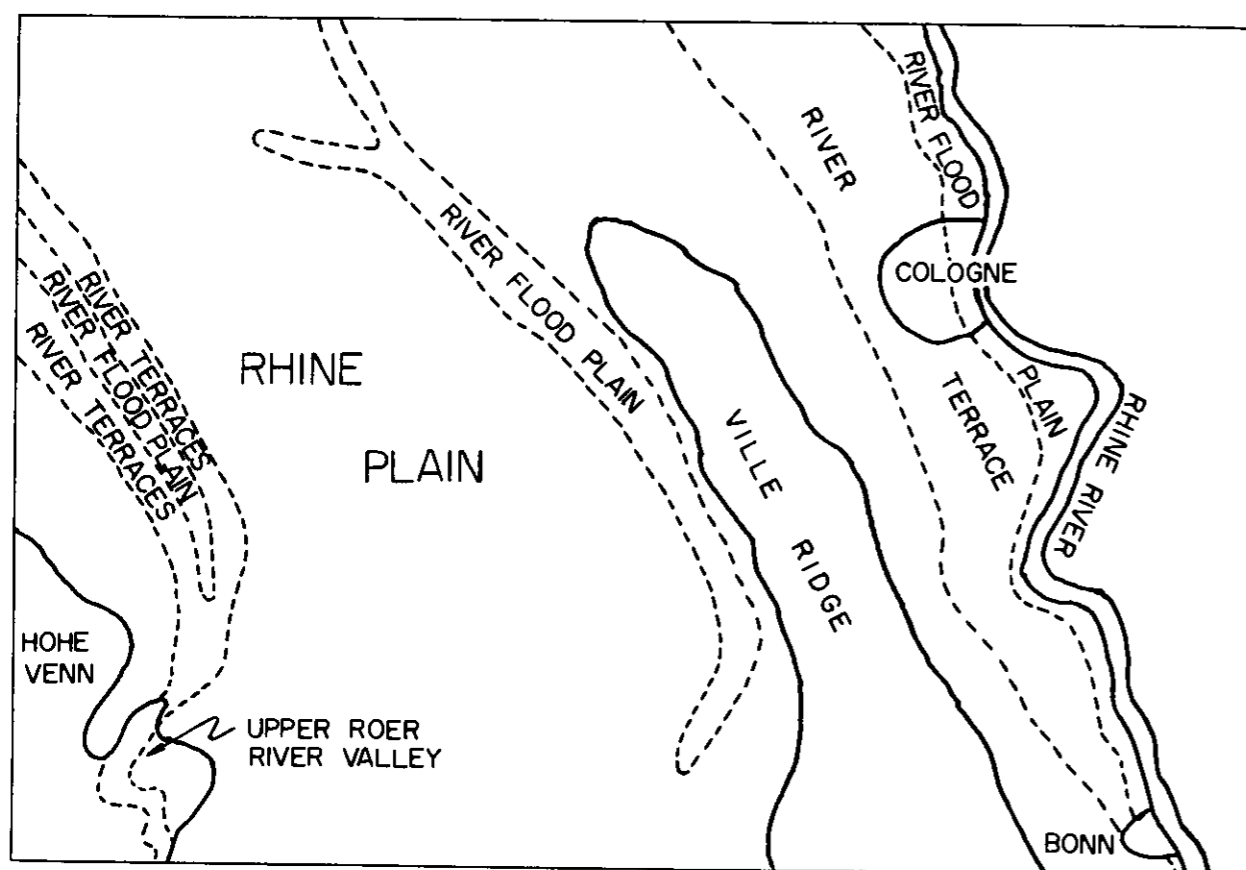 RIVER FLOOD PLAIN
RIVER TERRACE
COLOGNE
RIVER FLOOD PLAIN
RIVER TERRACES
RIVER FLOOD PLAIN
RIVER TERRACES
RHINE
PLAIN
VILLE
RIDGE
RHINE RIVER
HOHE
VENN
UPPER ROER
RIVER VALLEY
BONN